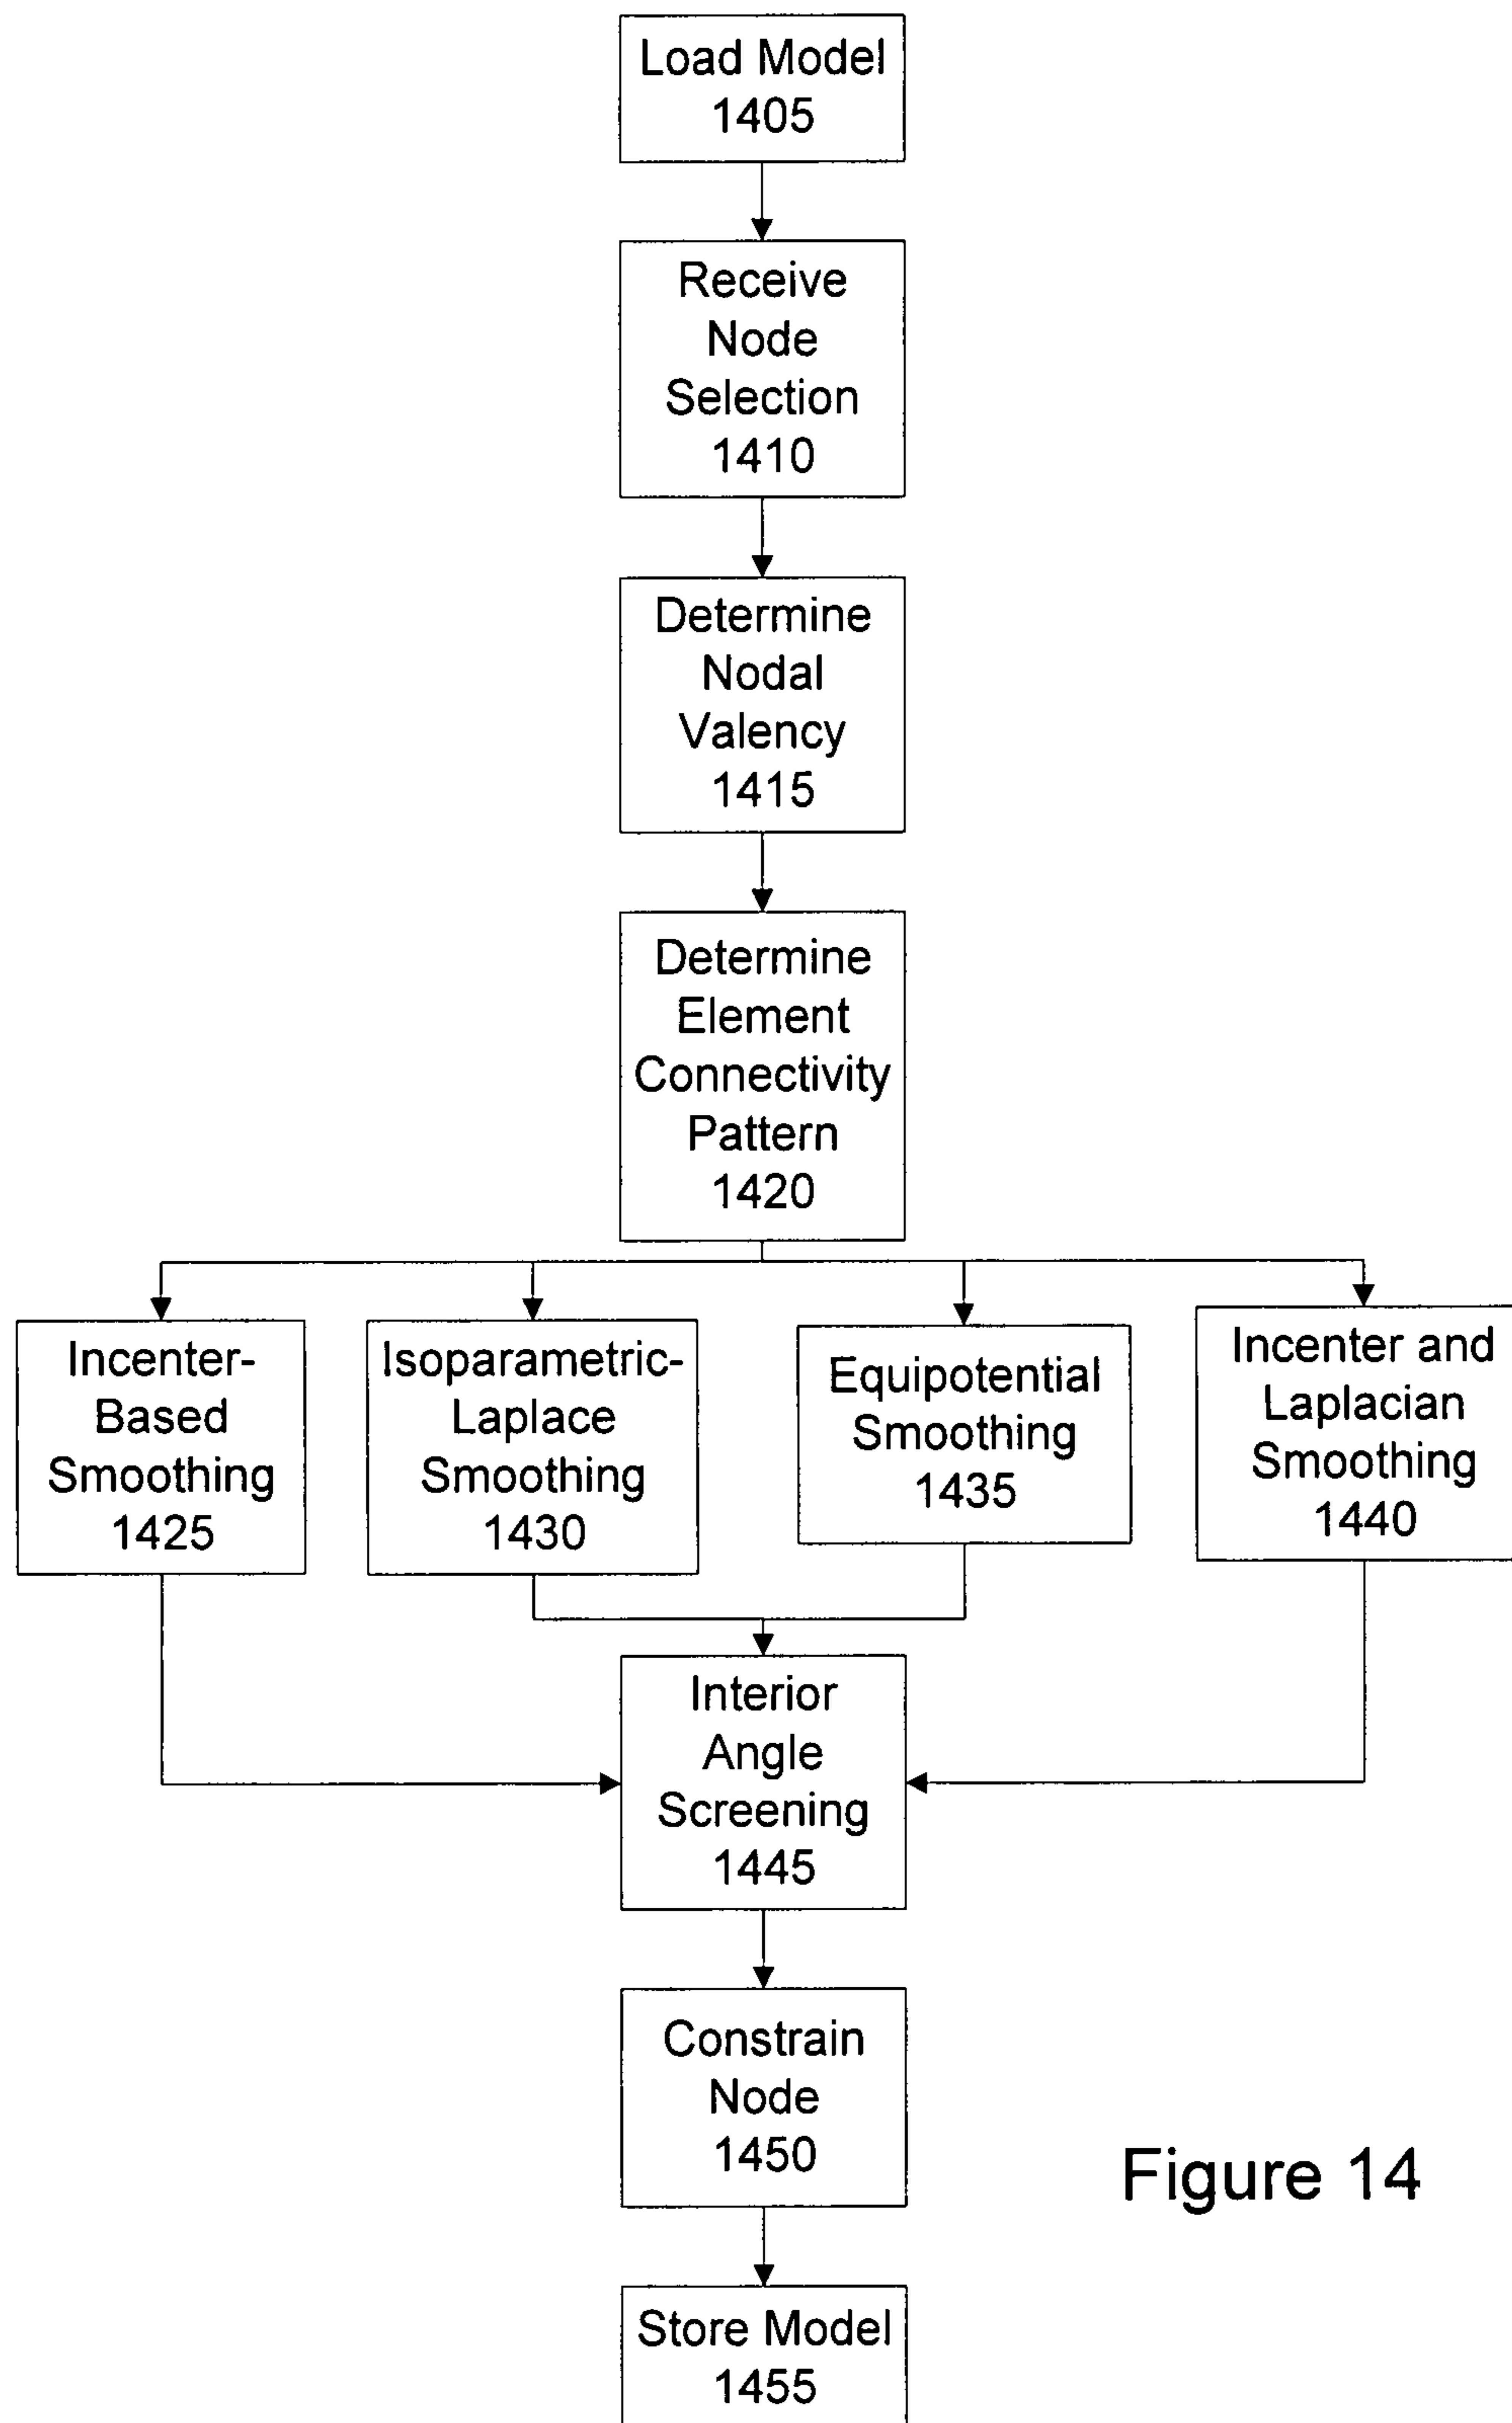 Load Model
1405
Receive
Node
Selection
1410
Determine
Nodal
Valency
1415
Determine
Element
Connectivity
Pattern
1420
Incenter-
Based
Smoothing
1425
Isoparametric-
Laplace
Smoothing
1430
Equipotential
Smoothing
1435
Incenter and
Laplacian
Smoothing
1440
Interior
Angle
Screening
1445
Constrain
Node
1450
Store Model
1455
Figure 14